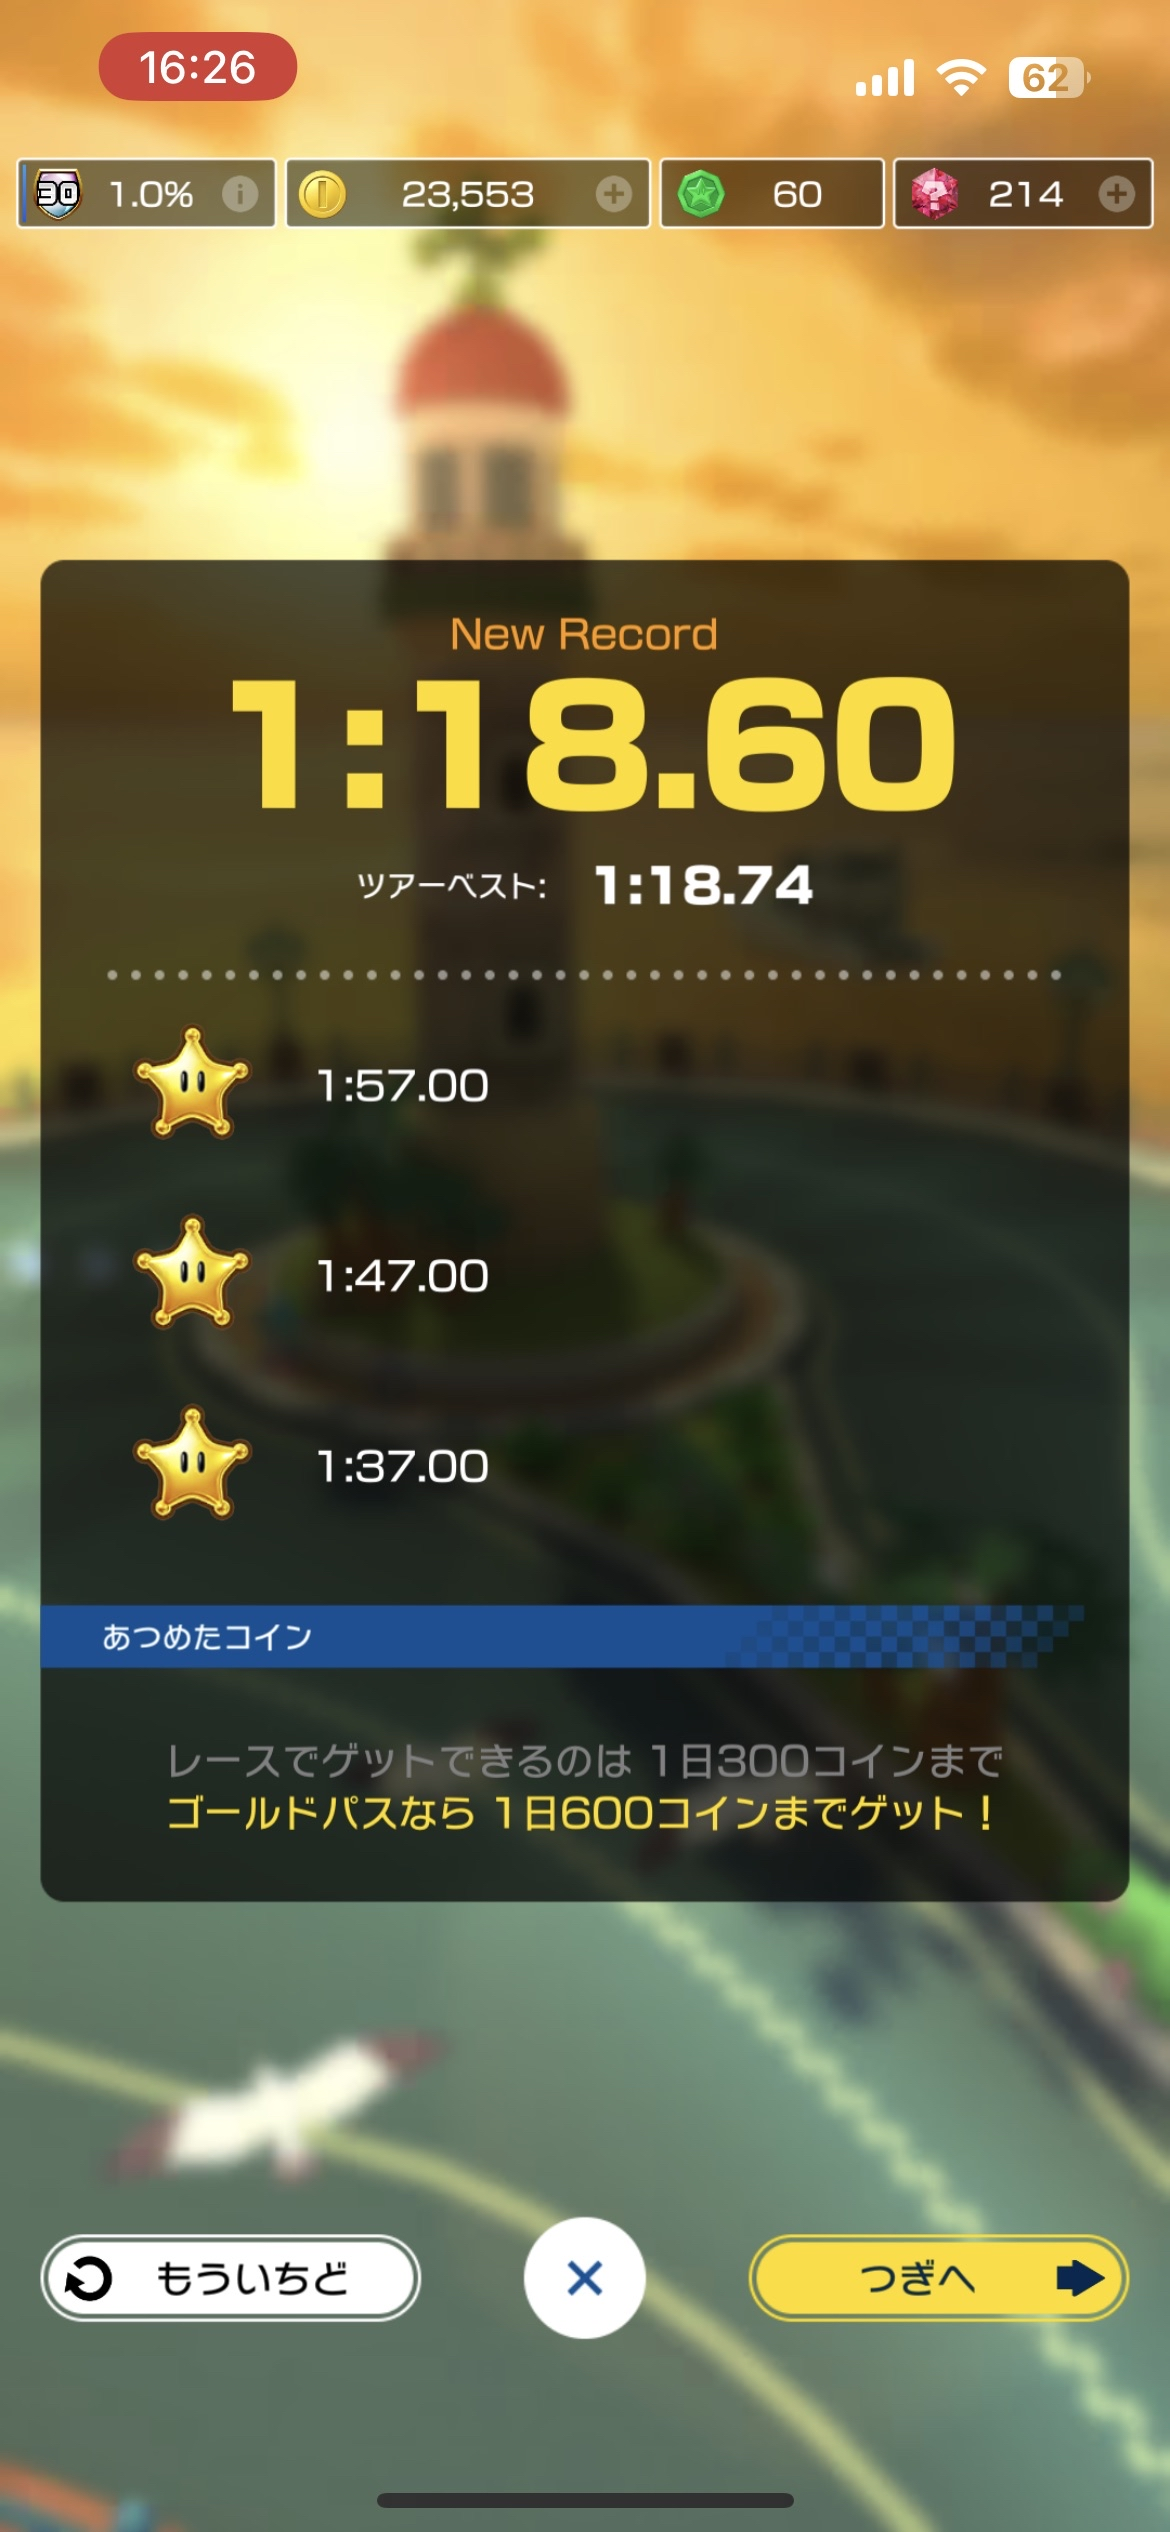 16:26
62
30 1.0% 23,553 60 214
New Record
1:18.60
ツアーベスト: 1:18.74
1:57.00
1:47.00
1:37.00
あつめたコイン
レースでゲットできるのは 1日300コインまで
ゴールドパスなら 1日600コインまでゲット！
もういちど
つぎへ